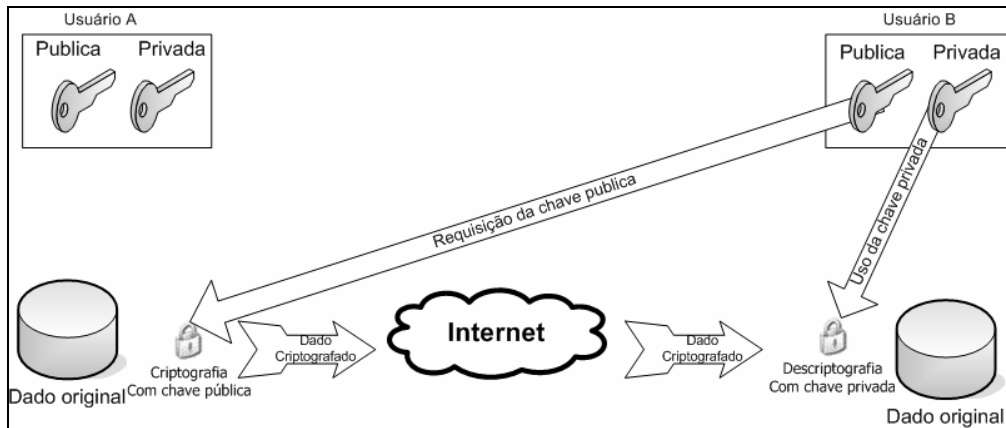 Usuário A
Publica
Privada
Usuário B
Publica
Privada
Requisição da chave publica
Uso da chave privada
Dado original
Criptografia
Com chave pública
Dado
Criptografado
Internet
Dado
Criptografado
Descriptografia
Com chave privada
Dado original